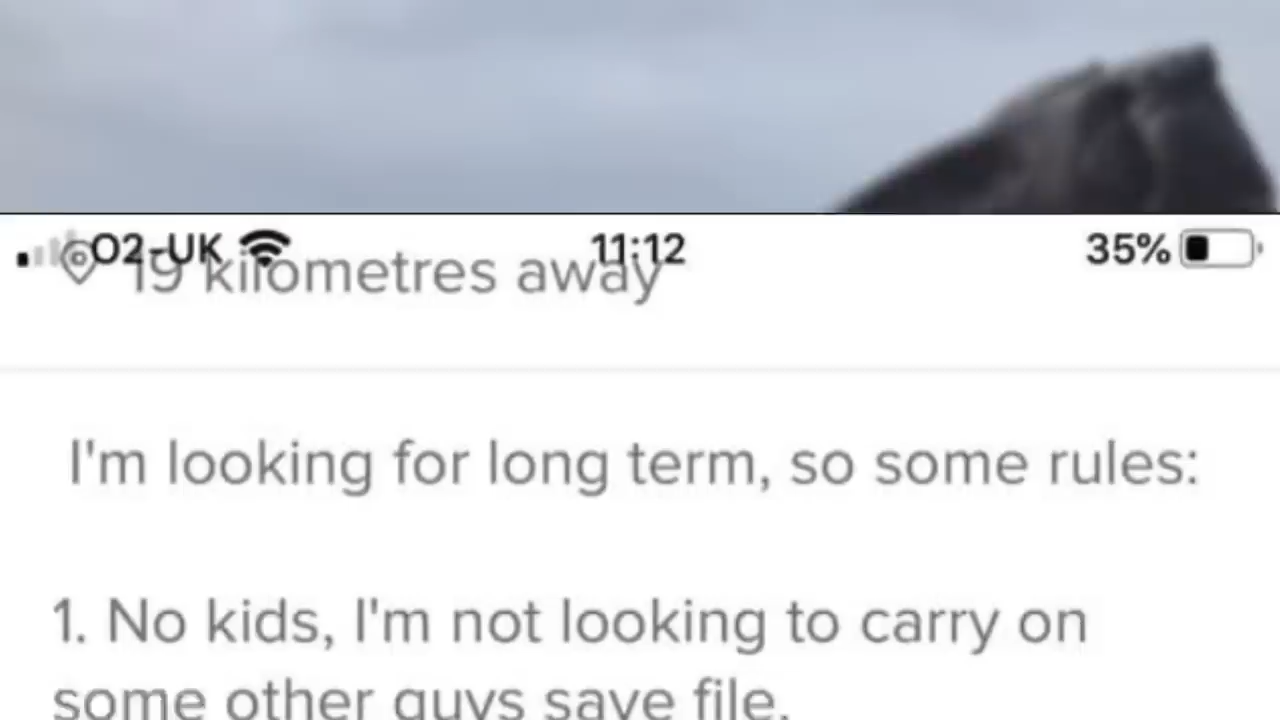 O2-UK 11:12 35%
19 kilometres away
I'm looking for long term, so some rules:
1. No kids, I'm not looking to carry on
some other guys save file.